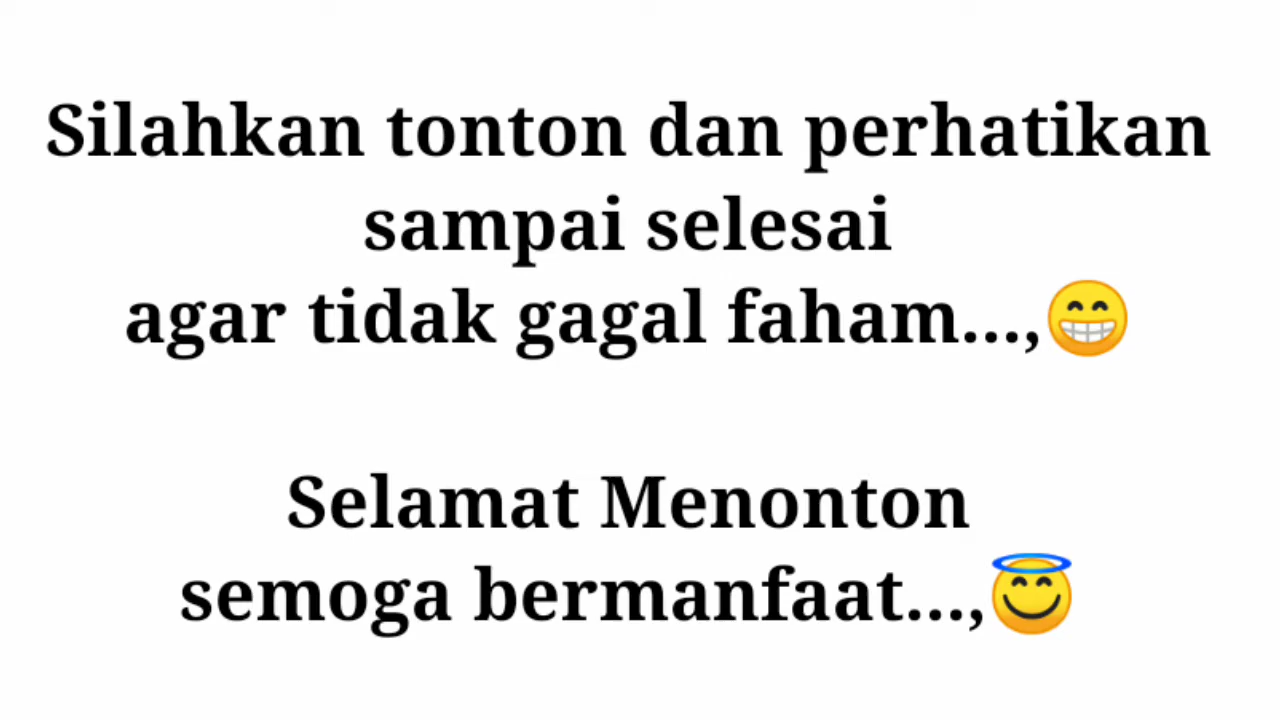 Silahkan tonton dan perhatikan
sampai selesai
agar tidak gagal faham...,😁
Selamat Menonton
semoga bermanfaat...,😇